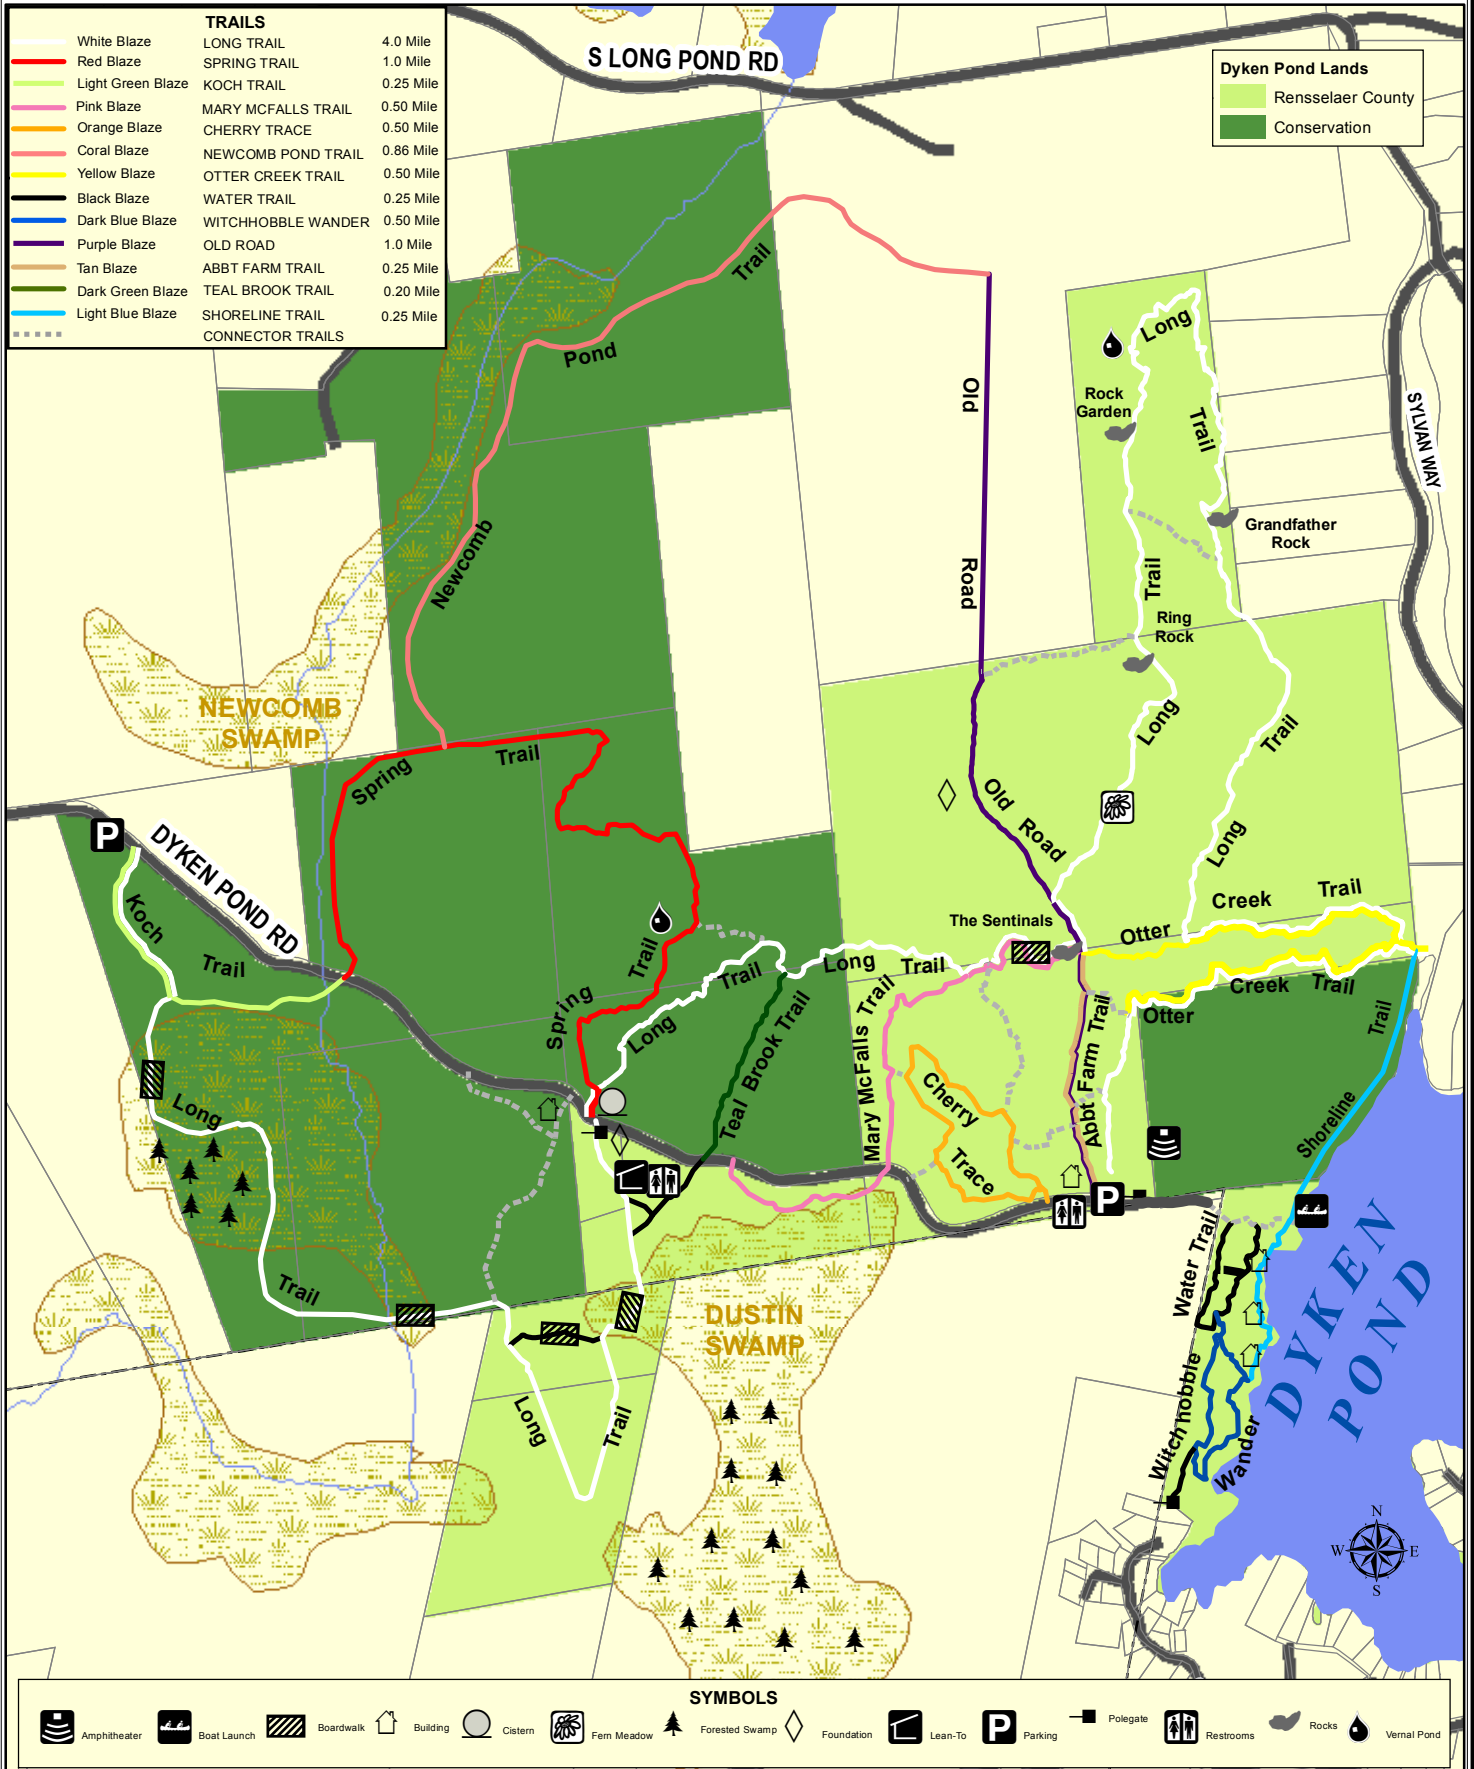 TRAILS
White Blaze LONG TRAIL 4.0 Mile
Red Blaze SPRING TRAIL 1.0 Mile
Light Green Blaze KOCH TRAIL 0.25 Mile
Pink Blaze MARY MCFALLS TRAIL 0.50 Mile
Orange Blaze CHERRY TRACE 0.50 Mile
Coral Blaze NEWCOMB POND TRAIL 0.86 Mile
Yellow Blaze OTTER CREEK TRAIL 0.50 Mile
Black Blaze WATER TRAIL 0.25 Mile
Dark Blue Blaze WITCHHOBBLE WANDER 0.50 Mile
Purple Blaze OLD ROAD 1.0 Mile
Tan Blaze ABBT FARM TRAIL 0.25 Mile
Dark Green Blaze TEAL BROOK TRAIL 0.20 Mile
Light Blue Blaze SHORELINE TRAIL 0.25 Mile
CONNECTOR TRAILS
S LONG POND RD
Dyken Pond Lands
Rensselaer County
Conservation
Trail
Pond
Newcomb
Old
Road
Long
Trail
Rock
Garden
Grandfather
Rock
Trail
Ring
Rock
SYLVAN WAY
NEWCOMB
SWAMP
Long
Trail
Spring
Trail
Old
Road
Long
P
DYKEN POND RD
Koch
Trail
Creek
Trail
The Sentinals
Otter
Trail
Spring
Long
Trail
Long
Trail
Creek
Trail
Otter
Trail
Mary McFalls Trail
Teal Brook Trail
Cherry
Trace
Abbt Farm Trail
Long
Shoreline
P
Trail
Water Trail
DUSTIN
SWAMP
DYKEN
POND
Long
Trail
Witch hobble
Wander
N
W
E
S
SYMBOLS
Amphitheater
Boat Launch
Boardwalk
Building
Cistern
Fern Meadow
Forested Swamp
Foundation
Lean-To
P
Parking
Polegate
Restrooms
Rocks
Vernal Pond